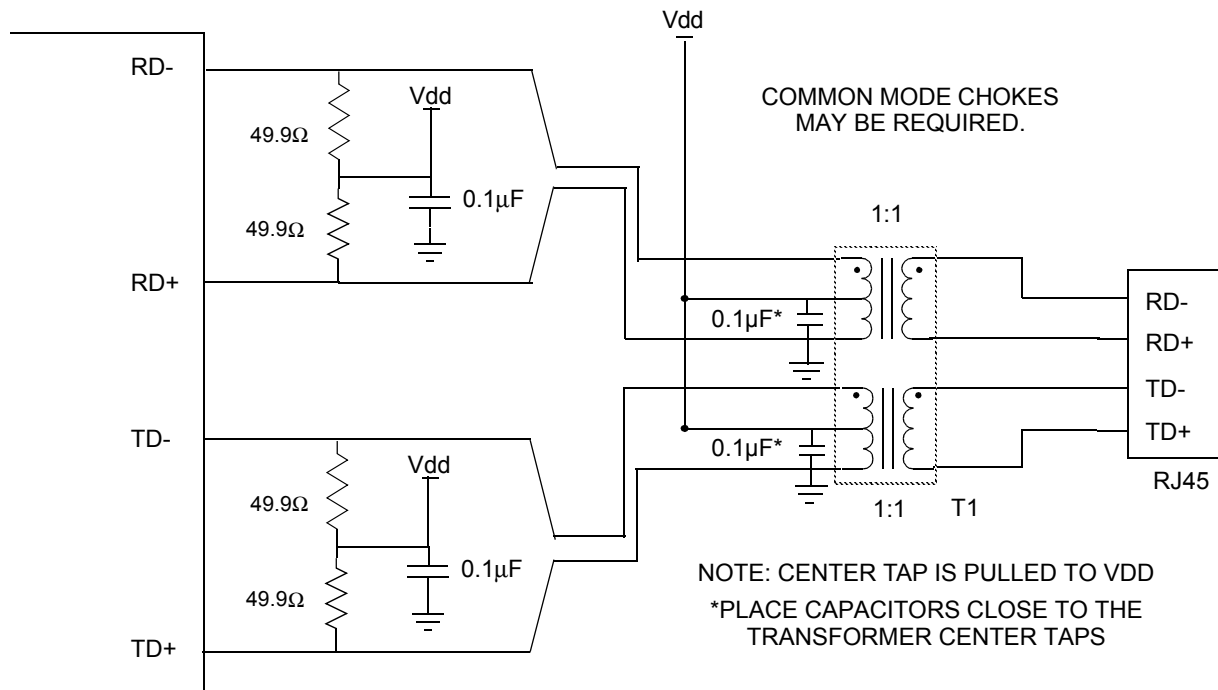 Vdd
RD-
Vdd
COMMON MODE CHOKES
MAY BE REQUIRED.
49.9Ω
0.1μF
49.9Ω
1:1
RD+
RD-
0.1µF*
RD+
TD-
TD-
TD+
0.1µF*
Vdd
RJ45
49.9Ω
1:1
T1
0.1μF
NOTE: CENTER TAP IS PULLED TO VDD
49.9Ω
*PLACE CAPACITORS CLOSE TO THE
TRANSFORMER CENTER TAPS
TD+